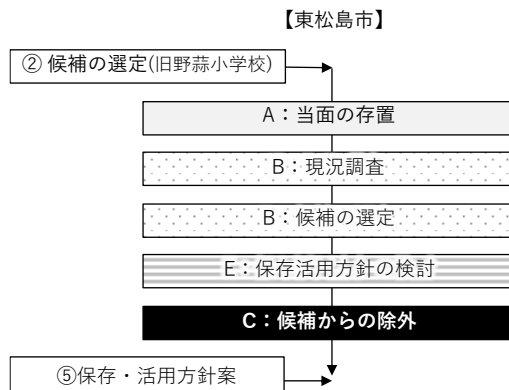 【東松島市】
② 候補の選定(旧野蒜小学校)
A：当面の存置
B：現況調査
B：候補の選定
E：保存活用方針の検討
C：候補からの除外
⑤保存・活用方針案